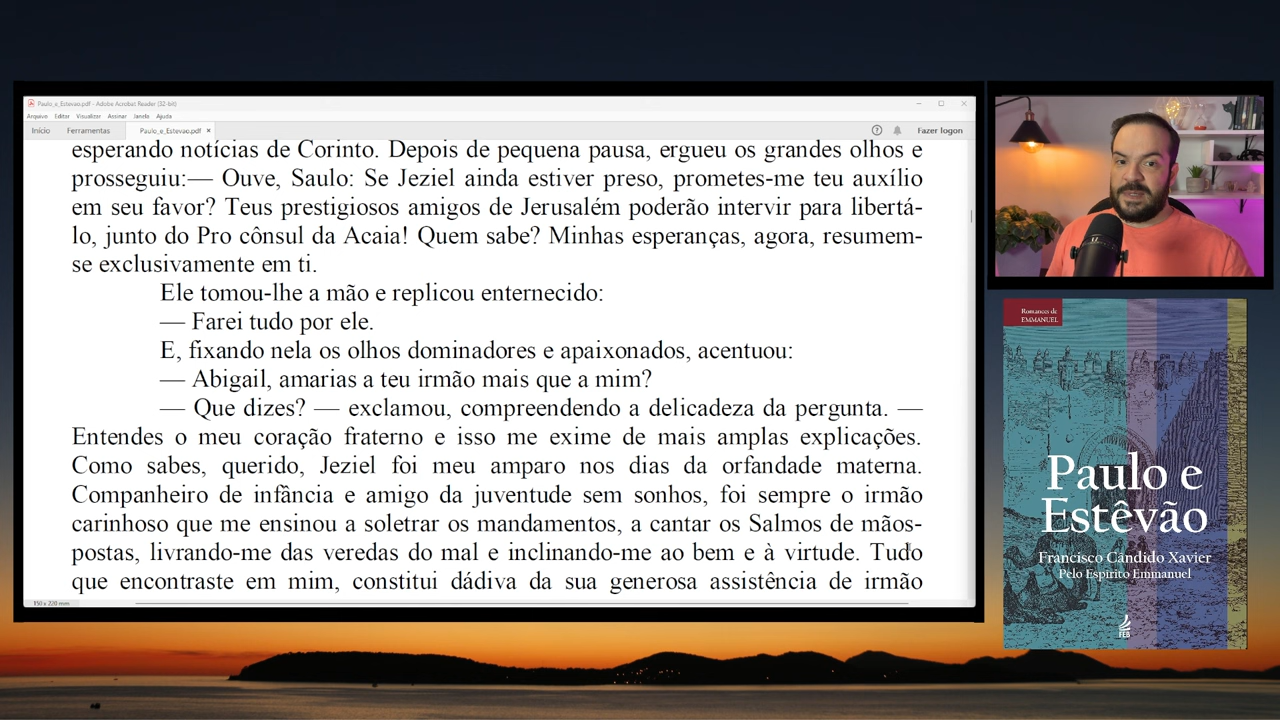 Paulo_e_Estevao.pdf - Adobe Acrobat Reader (32-bit)
Arquivo Editar Visualizar Assinar Janela Ajuda
Início Ferramentas Paulo_e_Estevao.pdf × Fazer logon
esperando notícias de Corinto. Depois de pequena pausa, ergueu os grandes olhos e
prosseguiu:— Ouve, Saulo: Se Jeziel ainda estiver preso, prometes-me teu auxílio
em seu favor? Teus prestigiosos amigos de Jerusalém poderão intervir para libertá-
lo, junto do Pro cônsul da Acaia! Quem sabe? Minhas esperanças, agora, resumem-
se exclusivamente em ti.
Ele tomou-lhe a mão e replicou enternecido:
— Farei tudo por ele.
E, fixando nela os olhos dominadores e apaixonados, acentuou:
— Abigail, amarias a teu irmão mais que a mim?
— Que dizes? — exclamou, compreendendo a delicadeza da pergunta. —
Entendes o meu coração fraterno e isso me exime de mais amplas explicações.
Como sabes, querido, Jeziel foi meu amparo nos dias da orfandade materna.
Companheiro de infância e amigo da juventude sem sonhos, foi sempre o irmão
carinhoso que me ensinou a soletrar os mandamentos, a cantar os Salmos de mãos-
postas, livrando-me das veredas do mal e inclinando-me ao bem e à virtude. Tudo
que encontraste em mim, constitui dádiva da sua generosa assistência de irmão
150 x 220 mm
Romances de
EMMANUEL
Paulo e
Estêvão
Francisco Cândido Xavier
Pelo Espírito Emmanuel
FEB